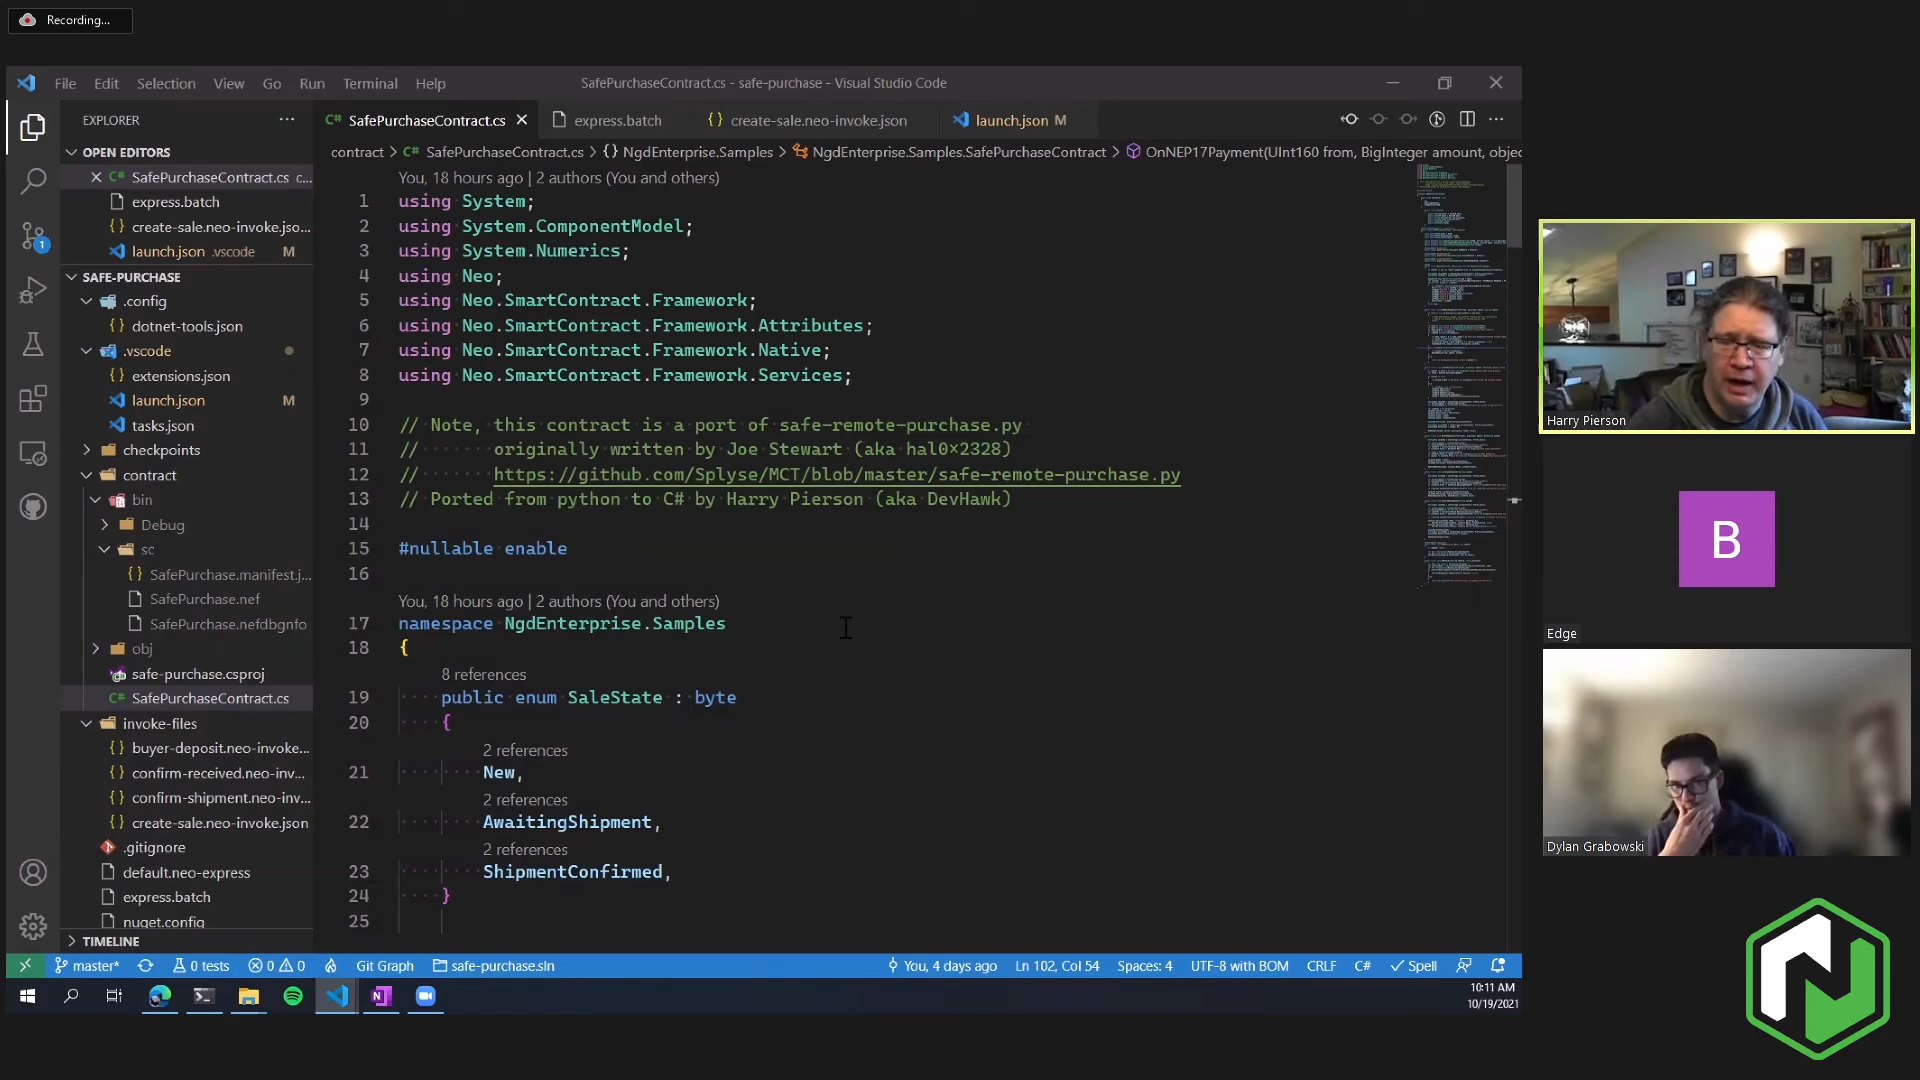 Recording...
File Edit Selection View Go Run Terminal Help
SafePurchaseContract.cs - safe-purchase - Visual Studio Code
EXPLORER
OPEN EDITORS
SafePurchaseContract.cs c...
express.batch
create-sale.neo-invoke.jso...
launch.json .vscode M
SAFE-PURCHASE
.config
dotnet-tools.json
.vscode
extensions.json
launch.json M
tasks.json
checkpoints
contract
bin
Debug
sc
SafePurchase.manifest.j...
SafePurchase.nef
SafePurchase.nefdbgnfo
obj
safe-purchase.csproj
SafePurchaseContract.cs
invoke-files
buyer-deposit.neo-invoke...
confirm-received.neo-inv...
confirm-shipment.neo-inv...
create-sale.neo-invoke.json
.gitignore
default.neo-express
express.batch
nuget.config
TIMELINE
1
C# SafePurchaseContract.cs express.batch {} create-sale.neo-invoke.json launch.json M
contract > C# SafePurchaseContract.cs > {} NgdEnterprise.Samples > NgdEnterprise.Samples.SafePurchaseContract > OnNEP17Payment(UInt160 from, BigInteger amount, objec
You, 18 hours ago | 2 authors (You and others)
1 using System;
2 using System.ComponentModel;
3 using System.Numerics;
4 using Neo;
5 using Neo.SmartContract.Framework;
6 using Neo.SmartContract.Framework.Attributes;
7 using Neo.SmartContract.Framework.Native;
8 using Neo.SmartContract.Framework.Services;
9
10 // Note, this contract is a port of safe-remote-purchase.py
11 // originally written by Joe Stewart (aka hal0x2328)
12 // https://github.com/Splyse/MCT/blob/master/safe-remote-purchase.py
13 // Ported from python to C# by Harry Pierson (aka DevHawk)
14
15 #nullable enable
16
You, 18 hours ago | 2 authors (You and others)
17 namespace NgdEnterprise.Samples
18 {
8 references
19 public enum SaleState : byte
20 {
2 references
21 New,
2 references
22 AwaitingShipment,
2 references
23 ShipmentConfirmed,
24 }
25
master* 0 tests 0 0 Git Graph safe-purchase.sln You, 4 days ago Ln 102, Col 54 Spaces: 4 UTF-8 with BOM CRLF C# Spell
10:11 AM
10/19/2021
Harry Pierson
B
Edge
Dylan Grabowski